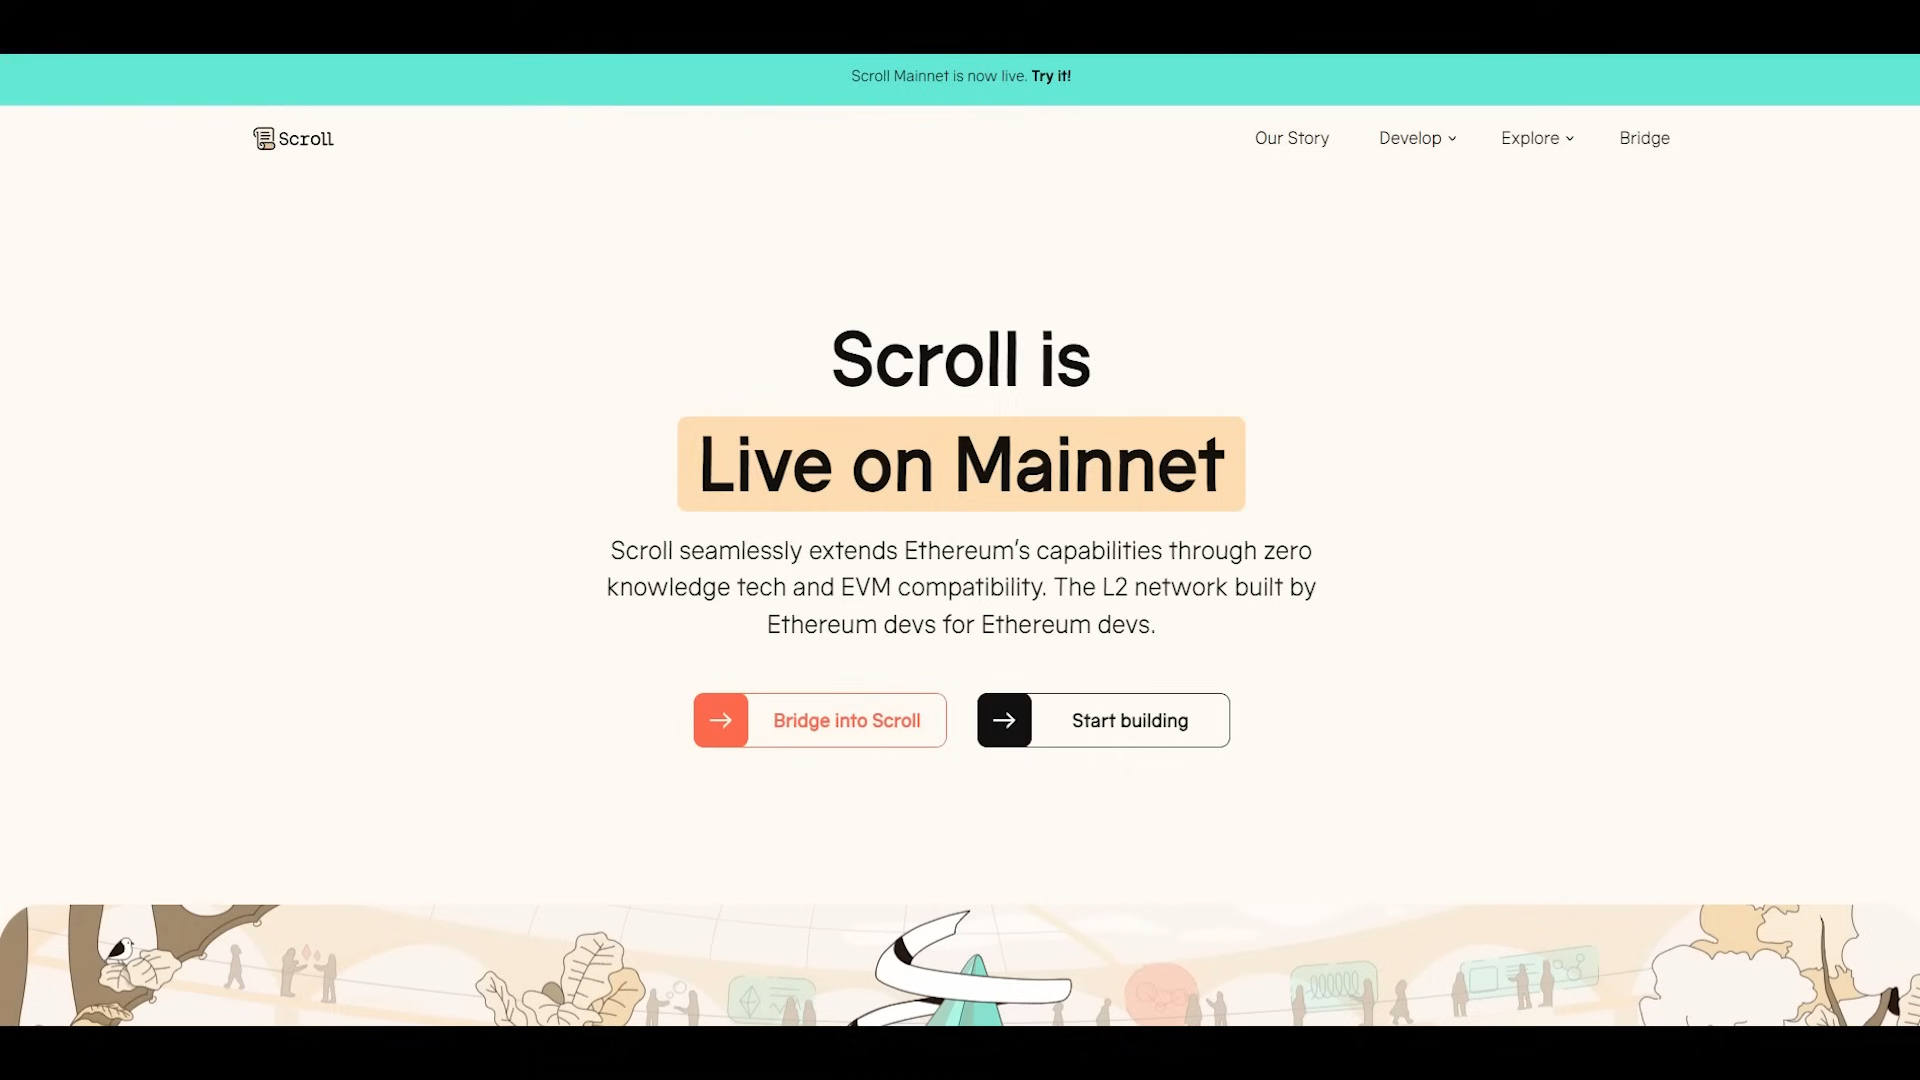 Scroll Mainnet is now live. Try it!
Scroll
Our Story Develop Explore Bridge
Scroll is
Live on Mainnet
Scroll seamlessly extends Ethereum’s capabilities through zero
knowledge tech and EVM compatibility. The L2 network built by
Ethereum devs for Ethereum devs.
Bridge into Scroll
Start building